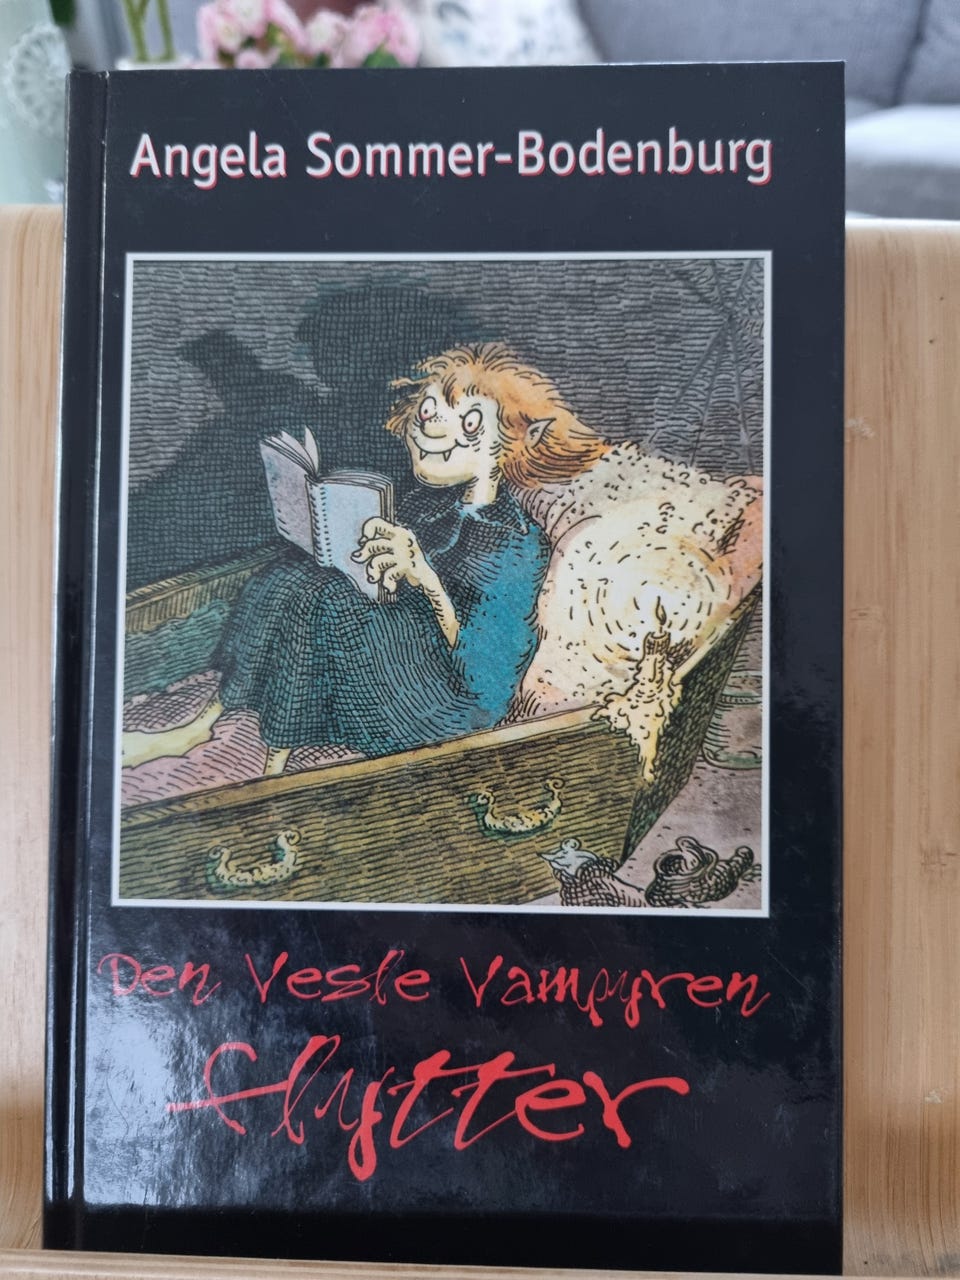 Angela Sommer-Bodenburg
Den Vesle Vampyren
flytter